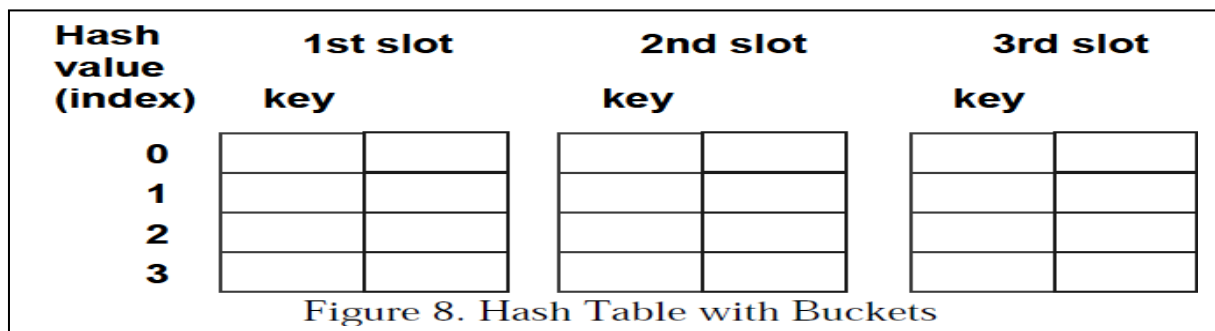 Hash 1st slot 2nd slot 3rd slot
value
(index) key key key
0
1
2
3
Figure 8. Hash Table with Buckets